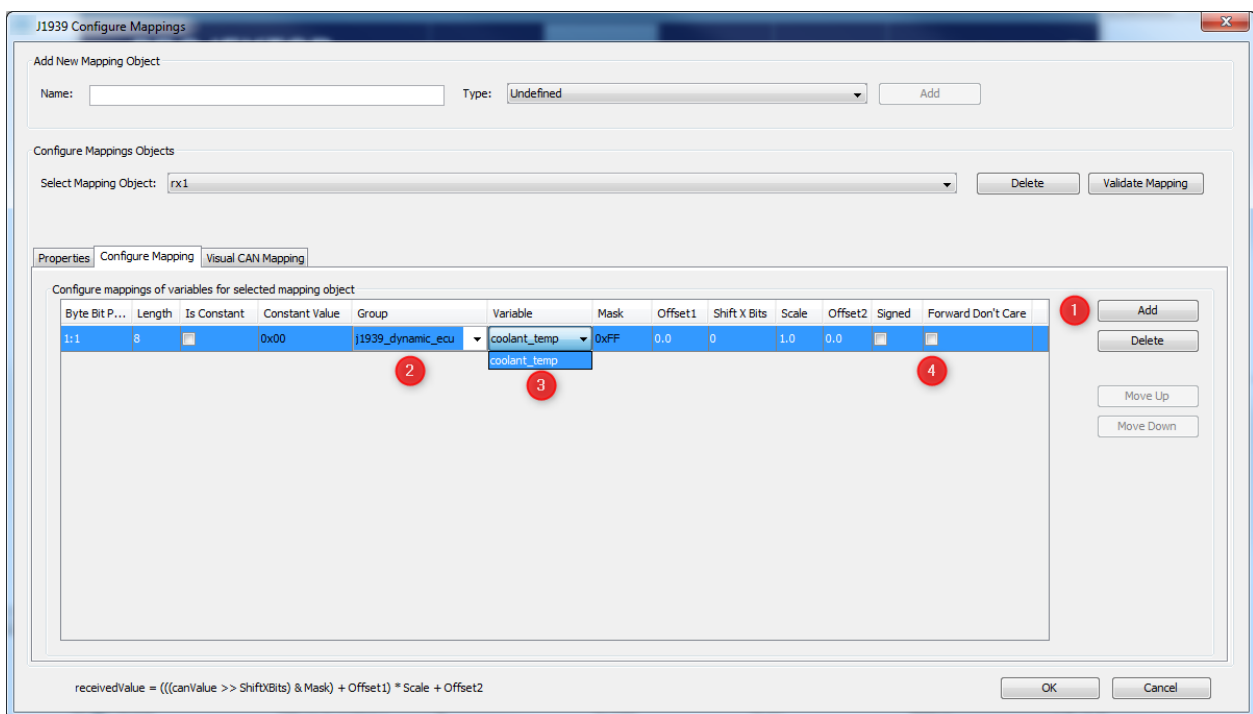 J1939 Configure Mappings
Add New Mapping Object
Name: Type: Undefined Add
Configure Mappings Objects
Select Mapping Object: rx1 Delete Validate Mapping
Properties Configure Mapping Visual CAN Mapping
Configure mappings of variables for selected mapping object
Byte Bit P... Length Is Constant Constant Value Group Variable Mask Offset1 Shift X Bits Scale Offset2 Signed Forward Don't Care 1 Add
1:1 8 0x00 j1939_dynamic_ecu coolant_temp 0xFF 0.0 0 1.0 0.0 Delete
coolant_temp
2 3 4
Move Up
Move Down
receivedValue = (((canValue >> ShiftXBits) & Mask) + Offset1) * Scale + Offset2 OK Cancel